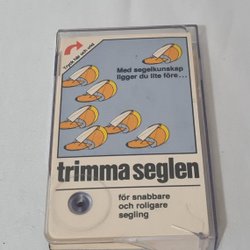 Med segelkunskap
ligger du lite före...
trimma seglen
för snabbare
och roligare
segling